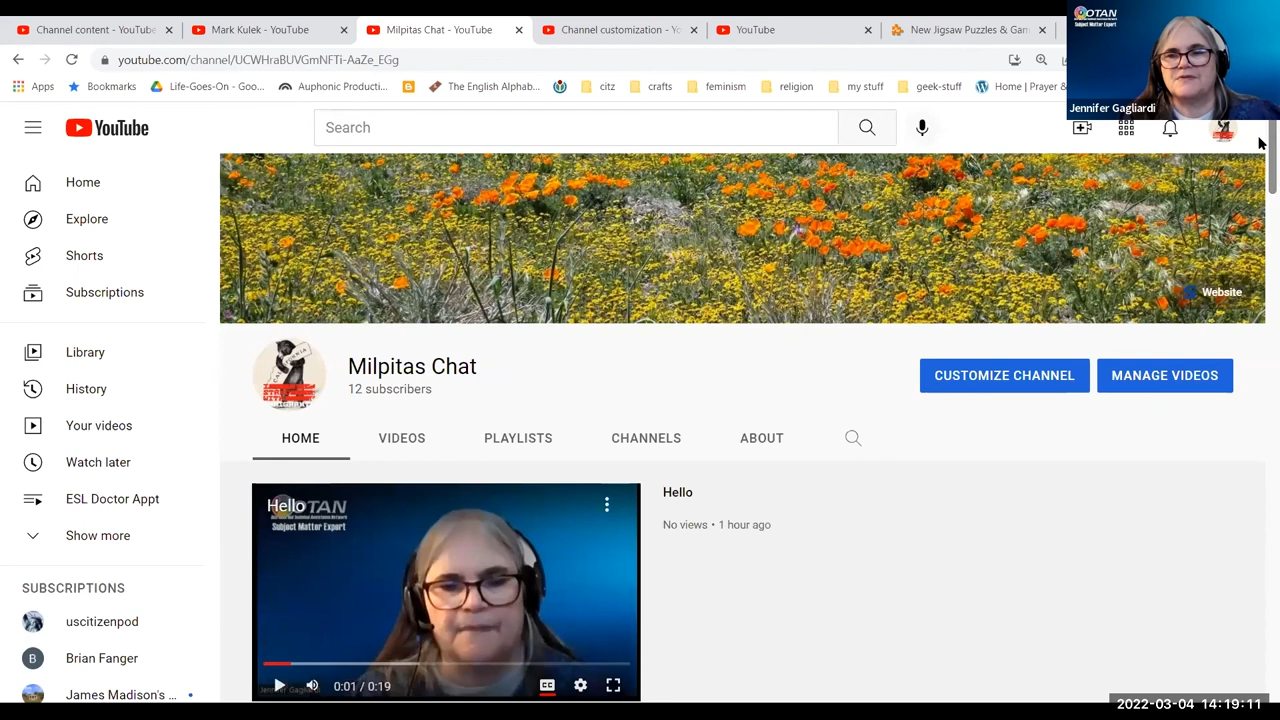 Channel content - YouTube
Mark Kulek - YouTube
Milpitas Chat - YouTube
Channel customization -
YouTube
New Jigsaw Puzzles & Gam
OTAN
Subject Matter Expert
youtube.com/channel/UCWHraBUVGmNFTi-AaZe_EGg
Apps
Bookmarks
Life-Goes-On - Goo...
Auphonic Producti...
The English Alphab...
citz
crafts
feminism
religion
my stuff
geek-stuff
Home | Prayer &
Jennifer Gagliardi
YouTube
Search
Home
Explore
Shorts
Subscriptions
Library
History
Your videos
Watch later
ESL Doctor Appt
Show more
SUBSCRIPTIONS
uscitizenpod
B
Brian Fanger
James Madison's ...
Website
CALIFORNIA
Milpitas Chat
12 subscribers
CUSTOMIZE CHANNEL
MANAGE VIDEOS
HOME
VIDEOS
PLAYLISTS
CHANNELS
ABOUT
Hello
OTAN
Subject Matter Expert
0:01 / 0:19
CC
Hello
No views • 1 hour ago
2022-03-04 14:19:11